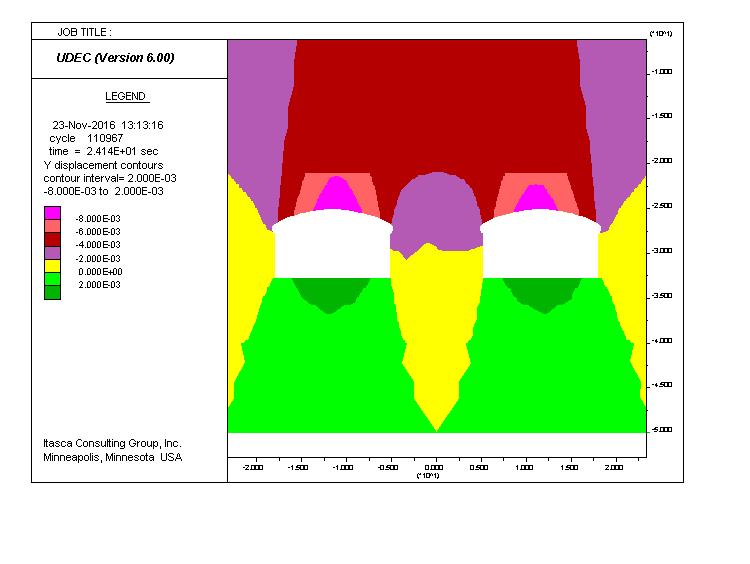 JOB TITLE :
UDEC (Version 6.00)
LEGEND
23-Nov-2016 13:13:16
cycle 110967
time = 2.414E+01 sec
Y displacement contours
contour interval= 2.000E-03
-8.000E-03 to 2.000E-03
-8.000E-03
-6.000E-03
-4.000E-03
-2.000E-03
0.000E+00
2.000E-03
Itasca Consulting Group, Inc.
Minneapolis, Minnesota USA
(*10^1)
-1.000
-1.500
-2.000
-2.500
-3.000
-3.500
-4.000
-4.500
-5.000
-2.000 -1.500 -1.000 -0.500 0.000 0.500 1.000 1.500 2.000
(*10^1)